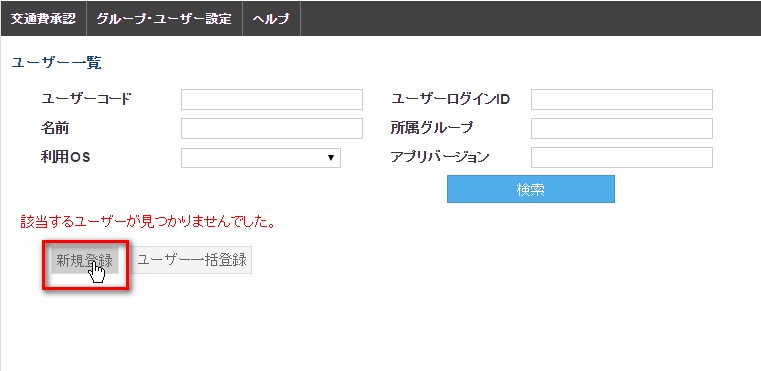 交通費承認 グループ・ユーザー設定 ヘルプ
ユーザー一覧
ユーザーコード ユーザーログインID
名前 所属グループ
利用OS アプリバージョン
検索
該当するユーザーが見つかりませんでした。
新規登録 ユーザー一括登録